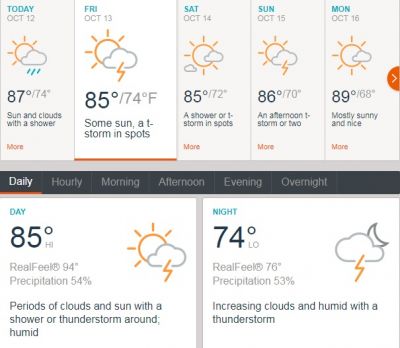 TODAY
OCT 12
87°/74°
Sun and clouds
with a shower
More
FRI
OCT 13
85°/74°F
Some sun, a t-
storm in spots
SAT
OCT 14
85°/72°
A shower or t-
storm in spots
More
SUN
OCT 15
86°/70°
An afternoon t-
storm or two
More
MON
OCT 16
89°/68°
Mostly sunny
and nice
More
Daily Hourly Morning Afternoon Evening Overnight
DAY
85° HI
RealFeel® 94°
Precipitation 54%
Periods of clouds and sun with a
shower or thunderstorm around;
humid
NIGHT
74° LO
RealFeel® 76°
Precipitation 53%
Increasing clouds and humid with a
thunderstorm